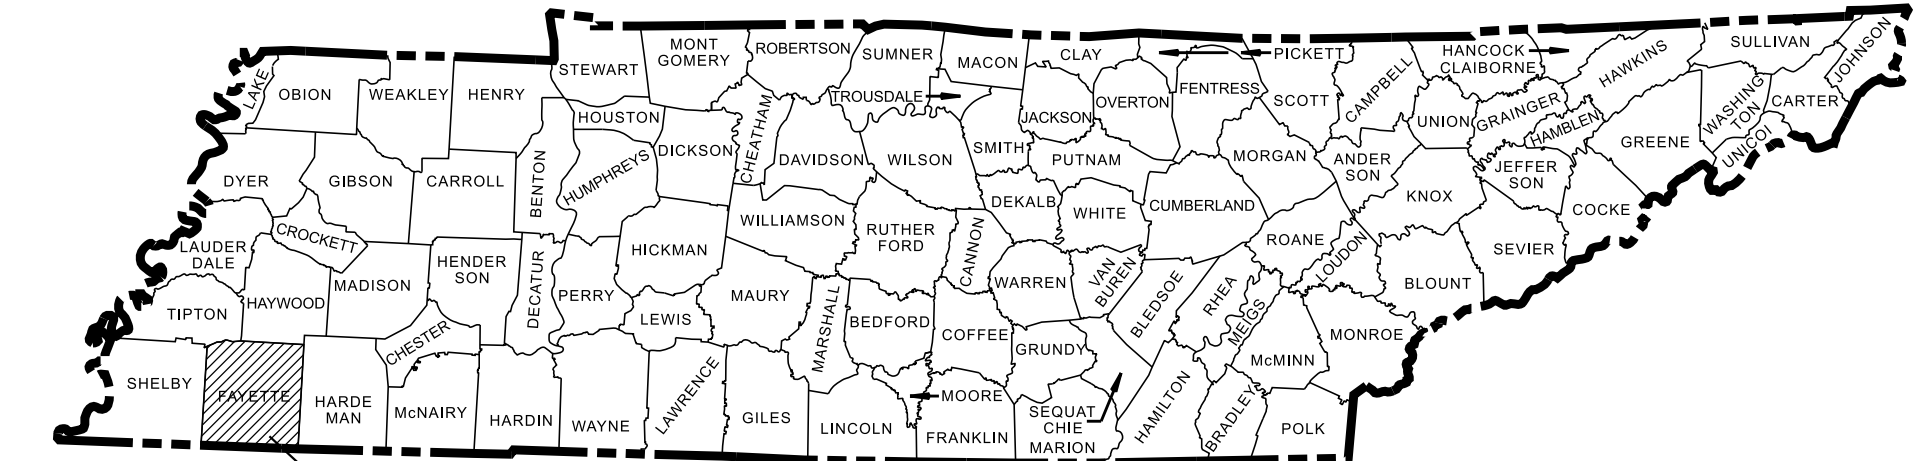 LAKE
OBION
WEAKLEY
HENRY
STEWART
MONT
GOMERY
ROBERTSON
SUMNER
MACON
CLAY
PICKETT
HANCOCK
CLAIBORNE
HAWKINS
SULLIVAN
JOHNSON
HOUSTON
CHEATHAM
TROUSDALE
JACKSON
OVERTON
FENTRESS
SCOTT
CAMPBELL
UNION
GRAINGER
HAMBLEN
GREENE
WASHING
TON
UNICOI
CARTER
DYER
GIBSON
CARROLL
BENTON
HUMPHREYS
DICKSON
DAVIDSON
WILSON
SMITH
PUTNAM
MORGAN
ANDER
SON
KNOX
JEFFER
SON
COCKE
LAUDER
DALE
CROCKETT
HENDER
SON
DECATUR
HICKMAN
WILLIAMSON
RUTHER
FORD
CANNON
DEKALB
WHITE
CUMBERLAND
ROANE
LOUDON
BLOUNT
SEVIER
TIPTON
HAYWOOD
MADISON
PERRY
LEWIS
MAURY
MARSHALL
BEDFORD
COFFEE
WARREN
VAN
BUREN
BLEDSOE
RHEA
MEIGS
MONROE
SHELBY
FAYETTE
HARDE
MAN
CHESTER
McNAIRY
HARDIN
WAYNE
LAWRENCE
GILES
LINCOLN
MOORE
FRANKLIN
GRUNDY
SEQUAT
CHIE
MARION
HAMILTON
BRADLEY
McMINN
POLK